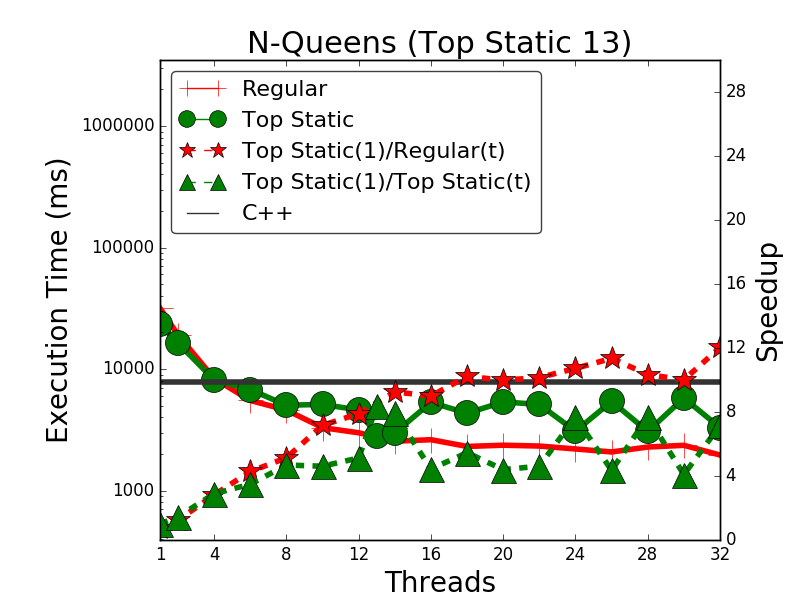 N-Queens (Top Static 13)
Regular
Top Static
Top Static(1)/Regular(t)
Top Static(1)/Top Static(t)
C++
1000000
100000
10000
1000
Execution Time (ms)
28
24
20
16
12
8
4
0
Speedup
1 4 8 12 16 20 24 28 32
Threads